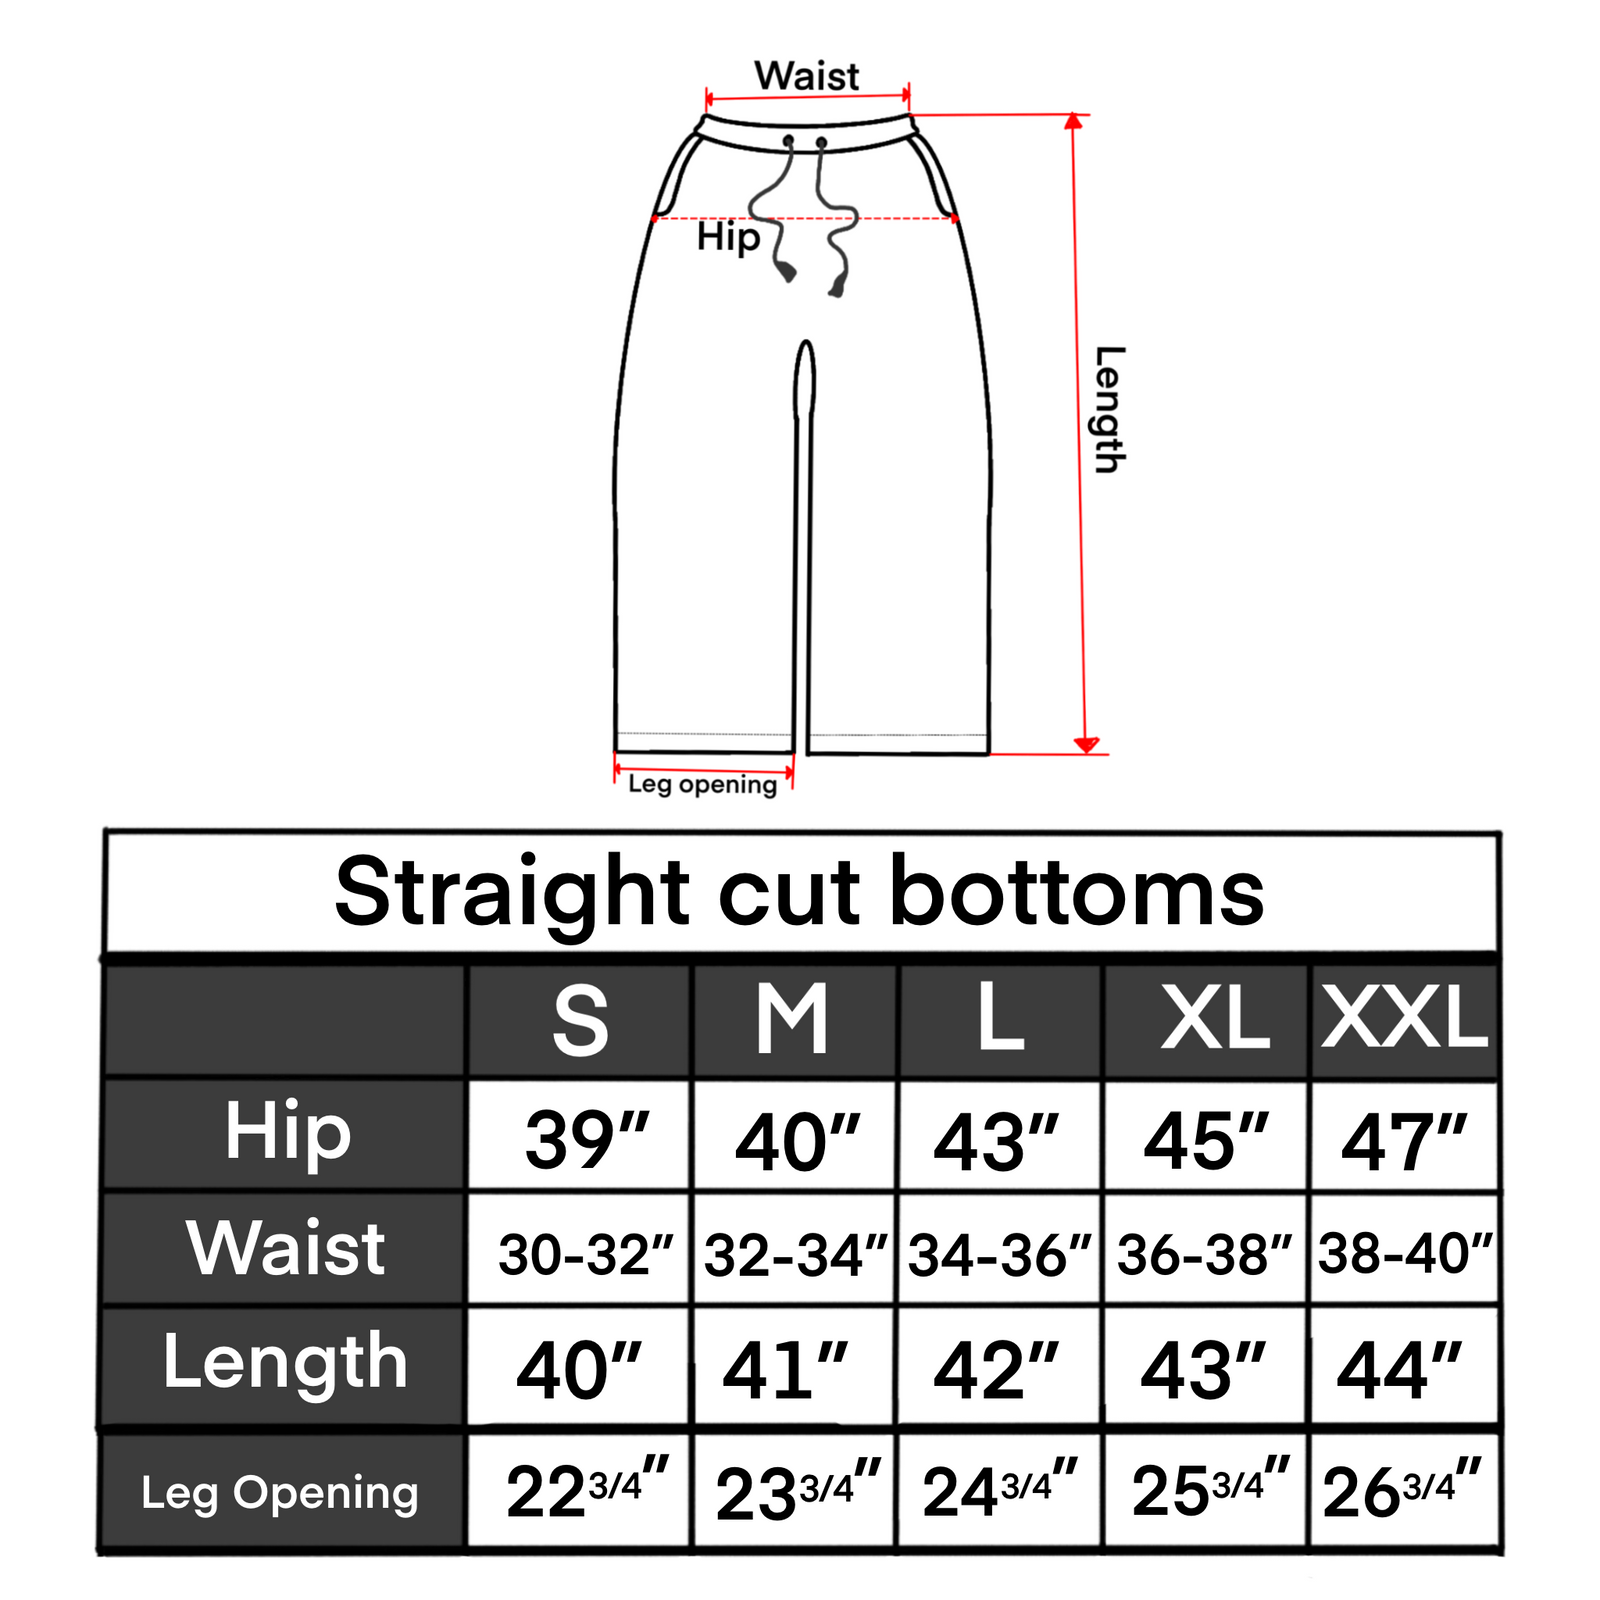 Waist
Hip
Length
Leg opening
Straight cut bottoms
S M L XL XXL
Hip 39” 40” 43” 45” 47”
Waist 30-32” 32-34” 34-36” 36-38” 38-40”
Length 40” 41” 42” 43” 44”
Leg Opening 22 3/4” 23 3/4” 24 3/4” 25 3/4” 26 3/4”